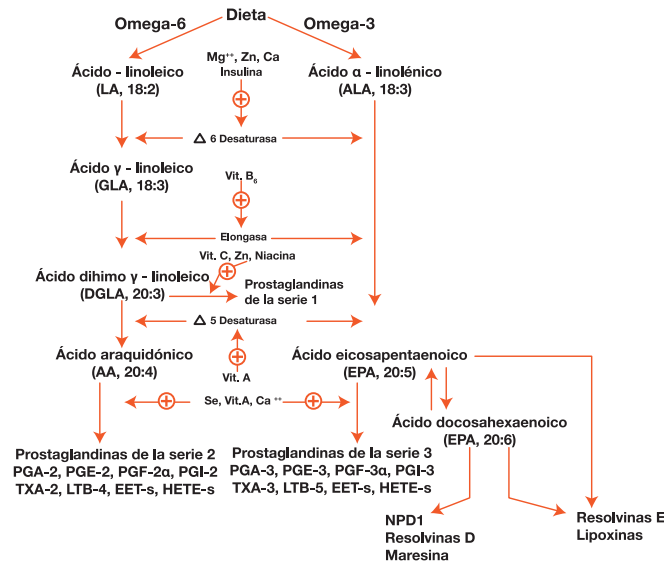 Dieta
Omega-6
Omega-3
Mg++, Zn, Ca
Insulina
Ácido - linoleico
(LA, 18:2)
Ácido α - linolénico
(ALA, 18:3)
△ 6 Desaturasa
Ácido γ - linoleico
(GLA, 18:3)
Vit, B6
Elongasa
Vit. C, Zn, Niacina
Ácido dihimo γ - linoleico
(DGLA, 20:3)
Prostaglandinas
de la serie 1
△ 5 Desaturasa
Ácido araquidónico
(AA, 20:4)
Vit. A
Ácido eicosapentaenoico
(EPA, 20:5)
Se, Vit.A, Ca ++
Ácido docosahexaenoico
(EPA, 20:6)
Prostaglandinas de la serie 2
PGA-2, PGE-2, PGF-2α, PGI-2
TXA-2, LTB-4, EET-s, HETE-s
Prostaglandinas de la serie 3
PGA-3, PGE-3, PGF-3α, PGI-3
TXA-3, LTB-5, EET-s, HETE-s
NPD1
Resolvinas D
Maresina
Resolvinas E
Lipoxinas